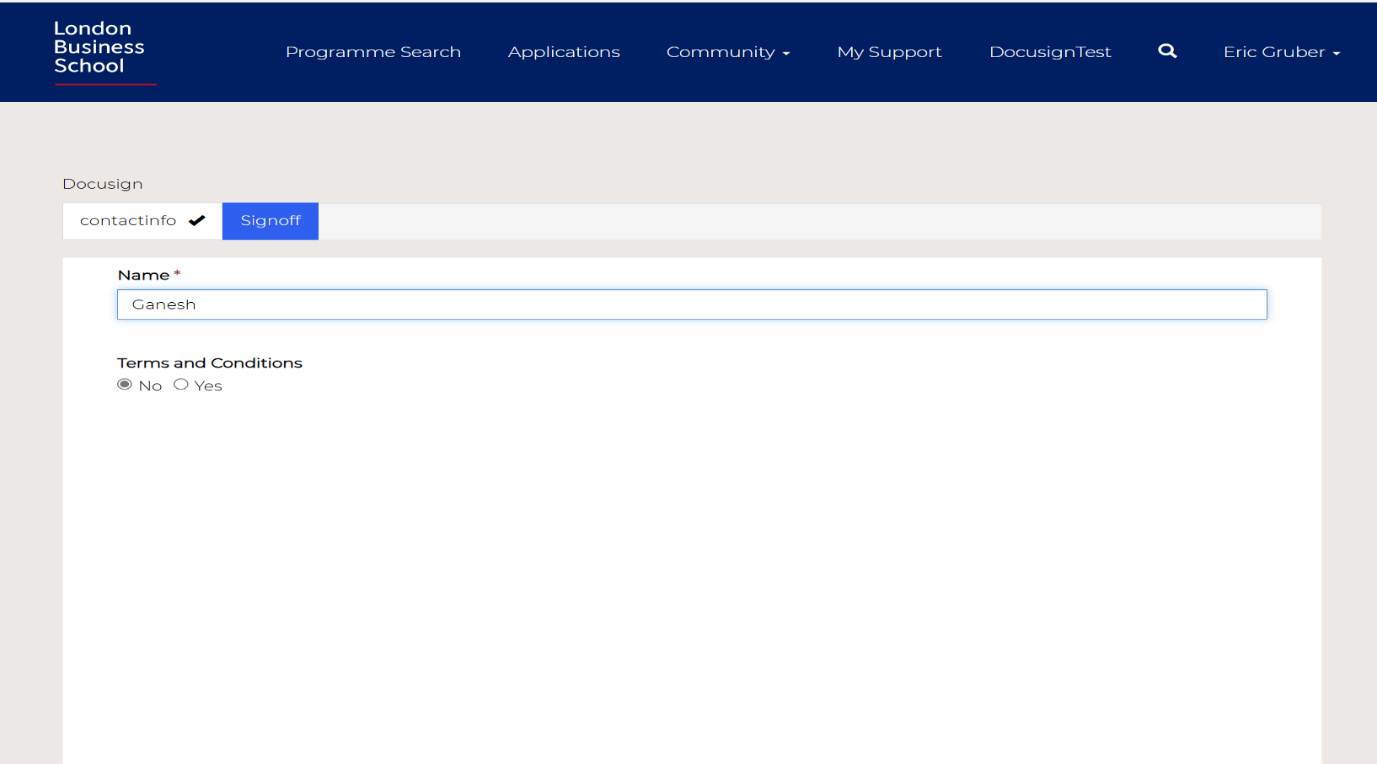 London
Business
School
Programme Search Applications Community My Support DocusignTest Eric Gruber
Docusign
contactinfo Signoff
Name *
Ganesh
Terms and Conditions
No Yes